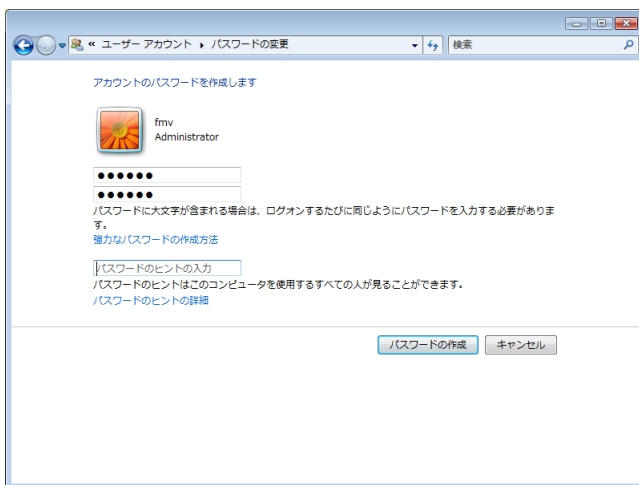 « ユーザー アカウント ▸ パスワードの変更
検索
アカウントのパスワードを作成します
fmv
Administrator
●●●●●●
●●●●●●
パスワードに大文字が含まれる場合は、ログオンするたびに同じようにパスワードを入力する必要がありま
す。
強力なパスワードの作成方法
パスワードのヒントの入力
パスワードのヒントはこのコンピュータを使用するすべての人が見ることができます。
パスワードのヒントの詳細
パスワードの作成
キャンセル